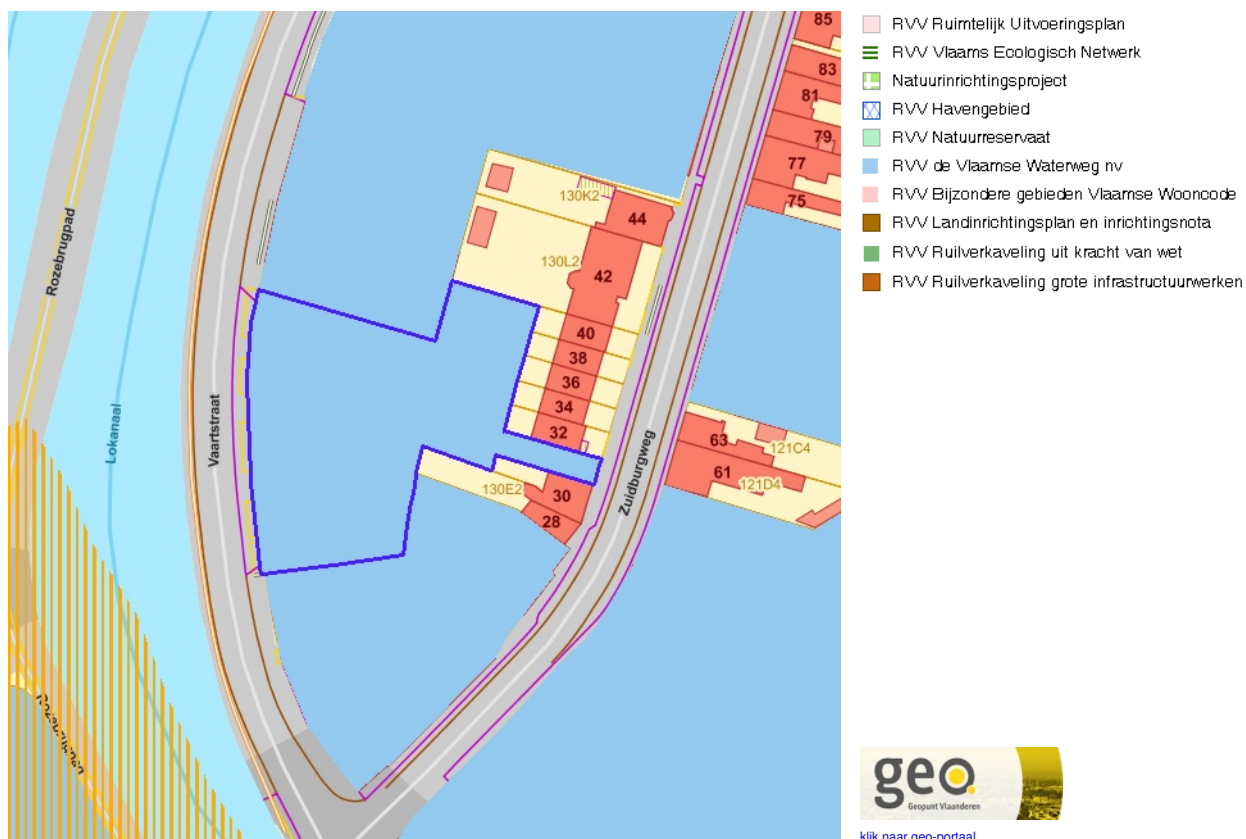 85
83
81
79
77
75
130K2
44
130L2
42
40
38
36
34
32
130E2
30
28
63
121C4
61
121D4
Rozebrugpad
Lokanaal
Vaartstraat
Zuidburgweg
RVV Ruimtelijk Uitvoeringsplan
RVV Vlaams Ecologisch Netwerk
Natuurinrichtingsproject
RVV Havengebied
RVV Natuurreservaat
RVV de Vlaamse Waterweg nv
RVV Bijzondere gebieden Vlaamse Wooncode
RVV Landinrichtingsplan en inrichtingsnota
RVV Ruilverkaveling uit kracht van wet
RVV Ruilverkaveling grote infrastructuurwerken
geo
Geopunt Vlaanderen
klik naar geo-portaal